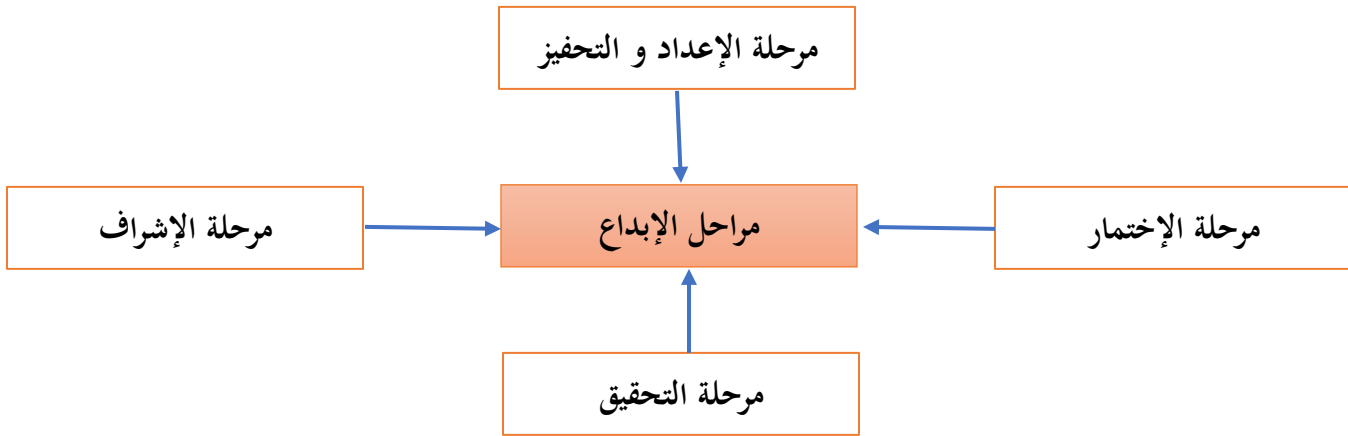 مرحلة الإعداد و التحفيز
مرحلة الإختمار
مراحل الإبداع
مرحلة الإشراف
مرحلة التحقيق